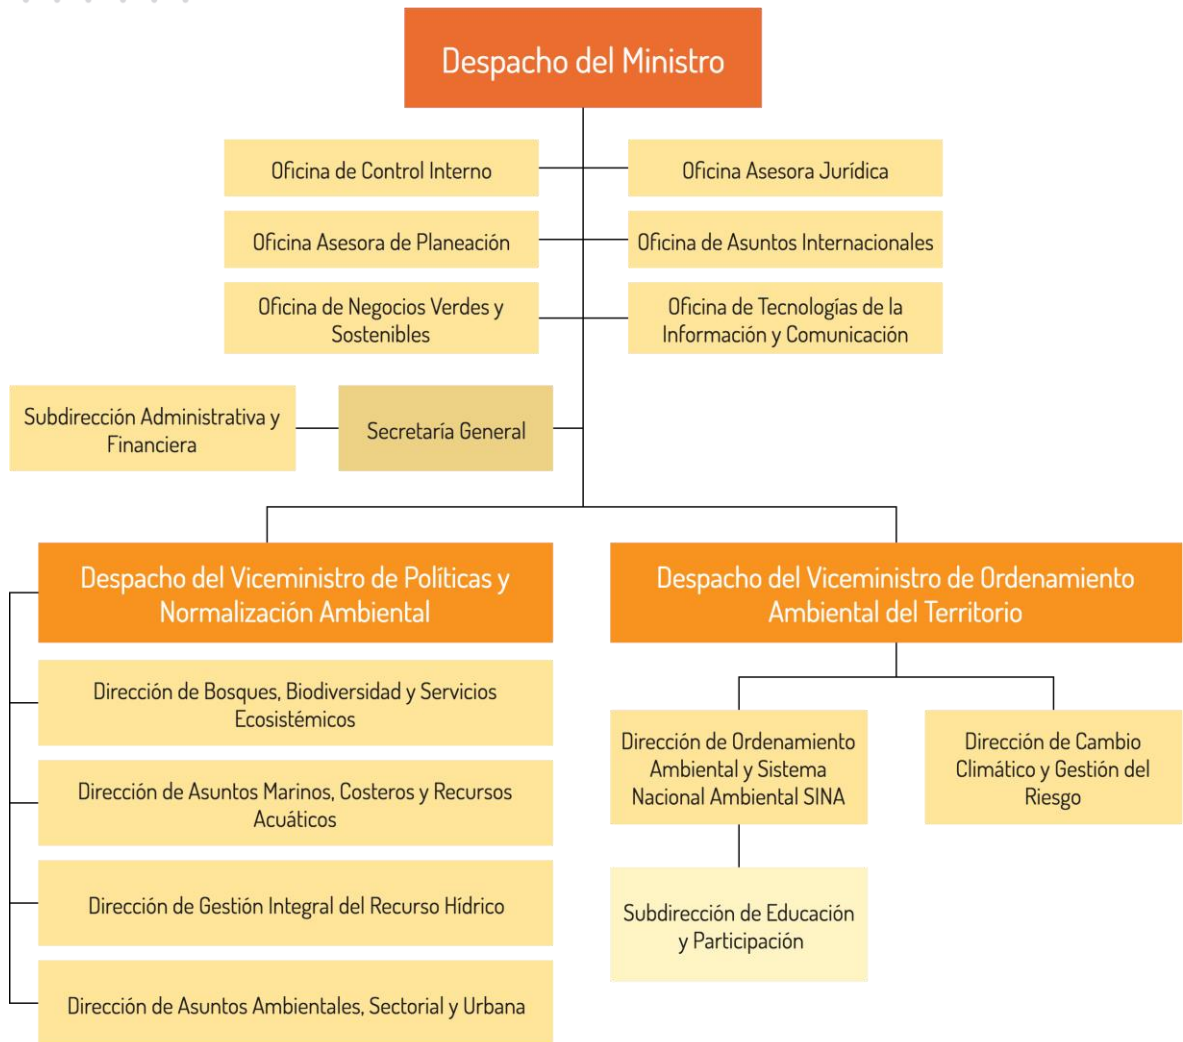 Despacho del Ministro
Oficina de Control Interno
Oficina Asesora Jurídica
Oficina Asesora de Planeación
Oficina de Asuntos Internacionales
Oficina de Negocios Verdes y
Sostenibles
Oficina de Tecnologías de la
Información y Comunicación
Subdirección Administrativa y
Financiera
Secretaría General
Despacho del Viceministro de Políticas y
Normalización Ambiental
Despacho del Viceministro de Ordenamiento
Ambiental del Territorio
Dirección de Bosques, Biodiversidad y Servicios
Ecosistémicos
Dirección de Asuntos Marinos, Costeros y Recursos
Acuáticos
Dirección de Gestión Integral del Recurso Hídrico
Dirección de Asuntos Ambientales, Sectorial y Urbana
Dirección de Ordenamiento
Ambiental y Sistema
Nacional Ambiental SINA
Dirección de Cambio
Climático y Gestión del
Riesgo
Subdirección de Educación
y Participación